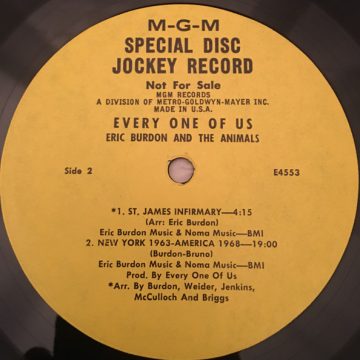 M-G-M
SPECIAL DISC
JOCKEY RECORD
Not For Sale
MGM RECORDS
A DIVISION OF METRO-GOLDWYN-MAYER INC.
MADE IN U.S.A.
EVERY ONE OF US
ERIC BURDON AND THE ANIMALS
Side 2
E4553
*1. ST. JAMES INFIRMARY—4:15
(Arr: Eric Burdon)
Eric Burdon Music & Noma Music—BMI
2. NEW YORK 1963-AMERICA 1968—19:00
(Burdon-Bruno)
Eric Burdon Music & Noma Music—BMI
Prod. By Every One Of Us
*Arr. By Burdon, Weider, Jenkins,
McCulloch And Briggs